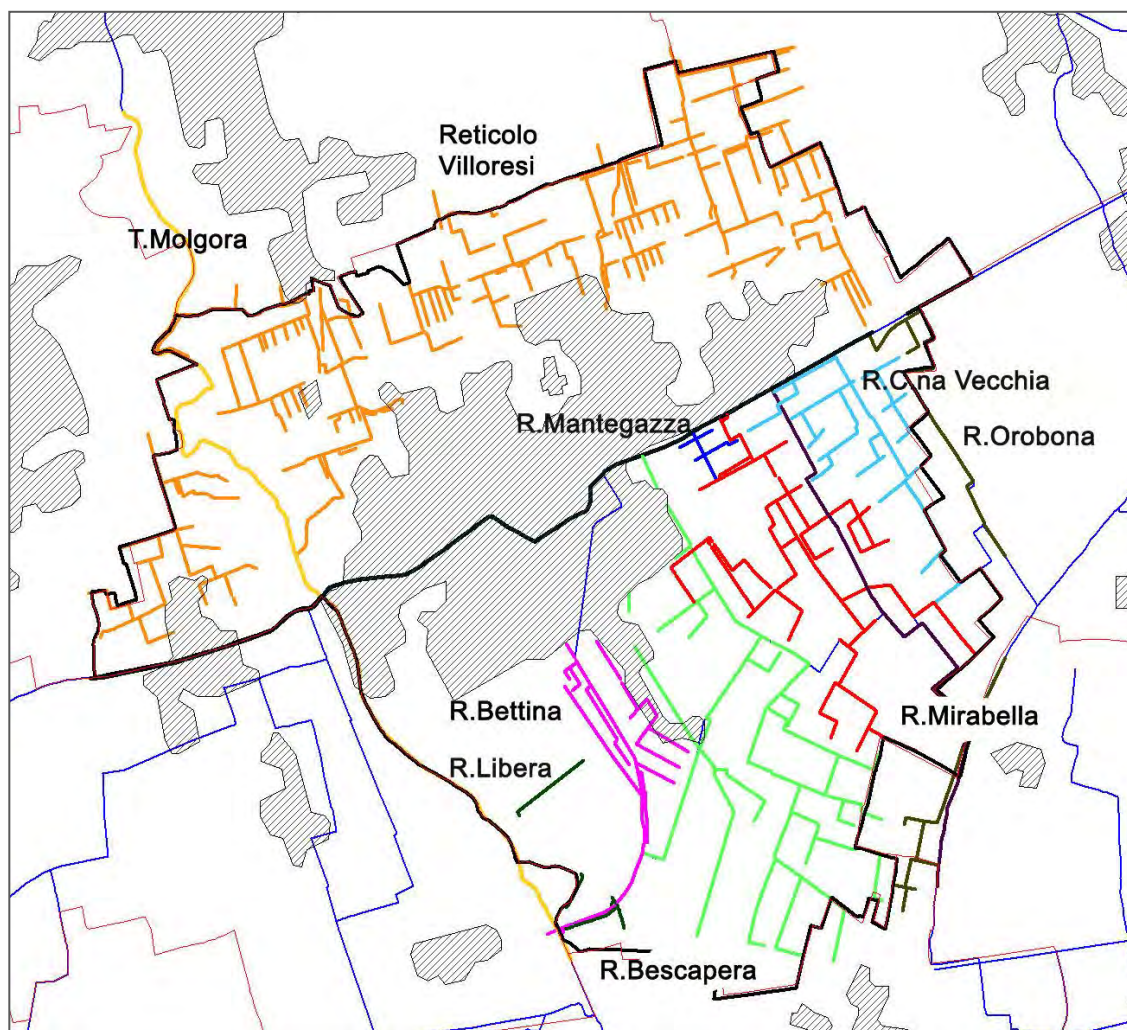 Reticolo
Villoresi
T.Molgora
R.C.na Vecchia
R.Mantegazza
R.Orobona
R.Bettina
R.Mirabella
R.Libera
R.Bescapera